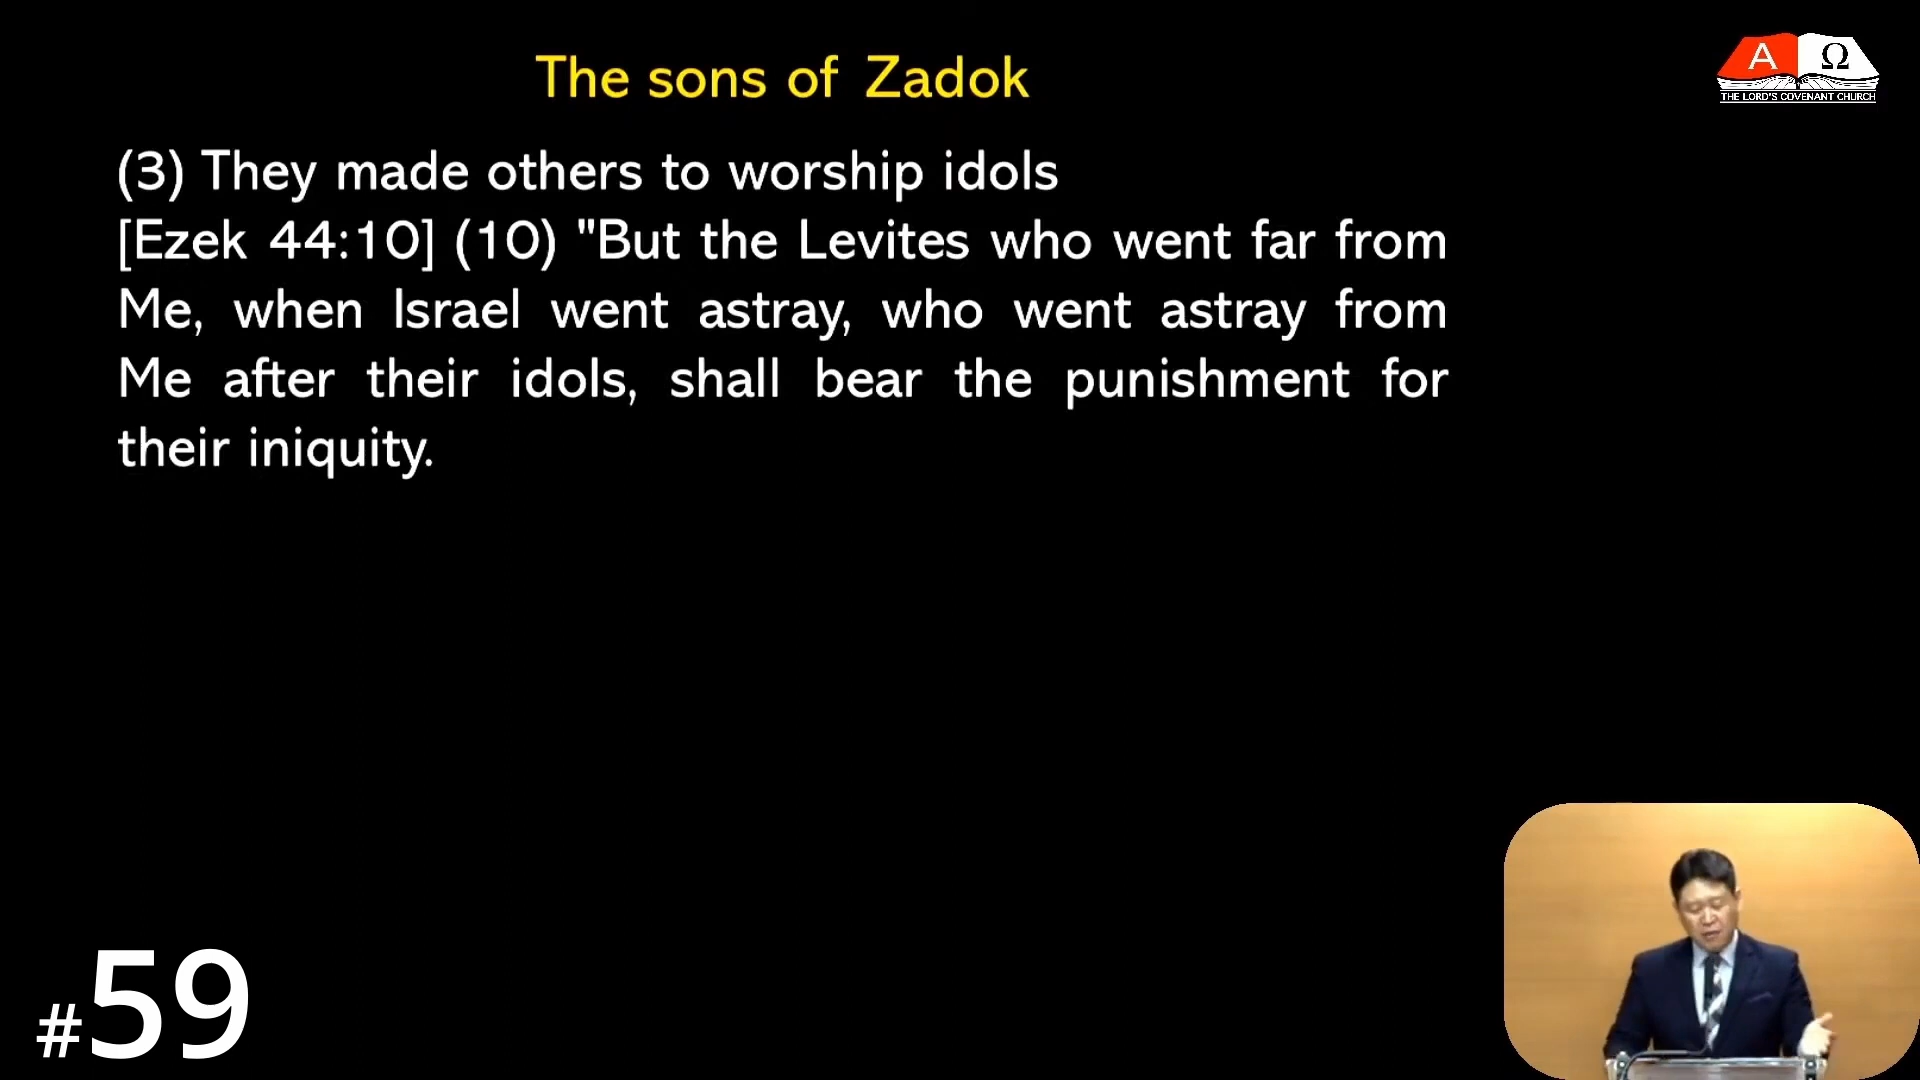 The sons of Zadok
A Ω
THE LORD'S COVENANT CHURCH
(3) They made others to worship idols
[Ezek 44:10] (10) "But the Levites who went far from
Me, when Israel went astray, who went astray from
Me after their idols, shall bear the punishment for
their iniquity.
#59